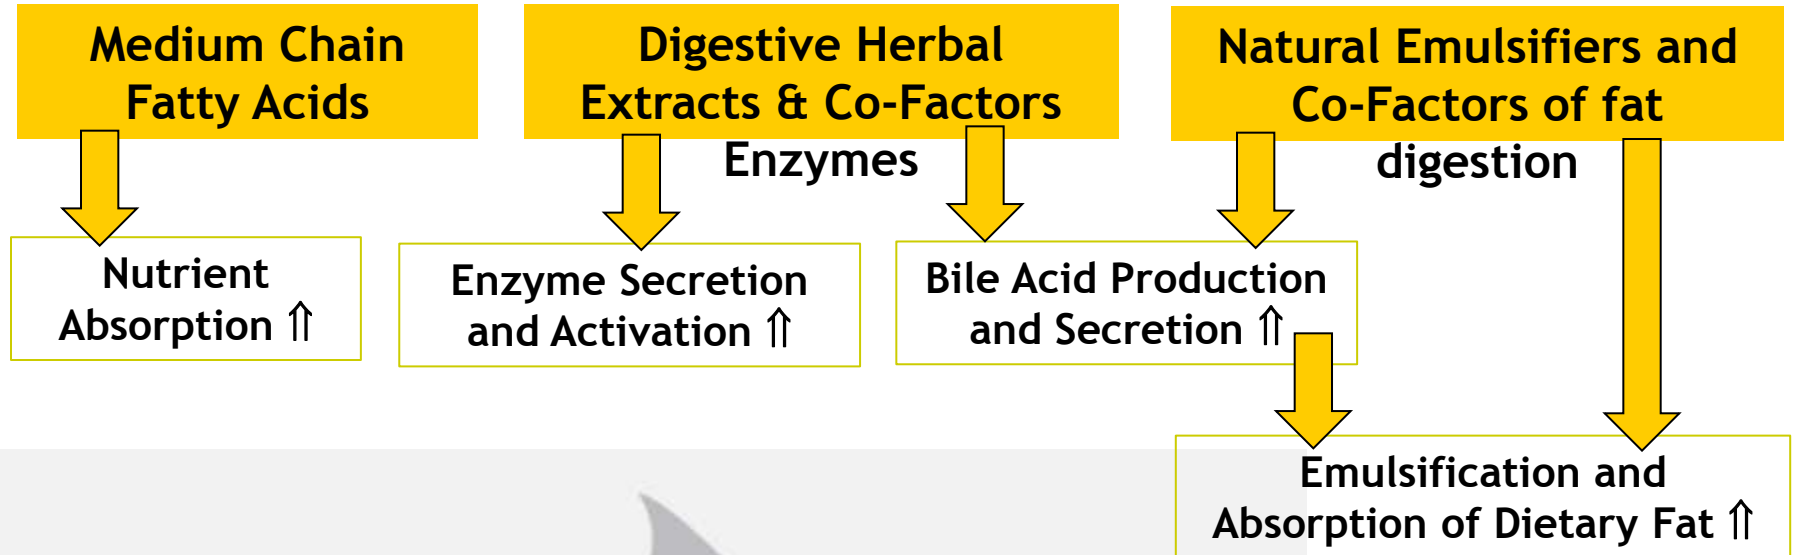 Medium Chain
Fatty Acids
Digestive Herbal
Extracts & Co-Factors
Enzymes
Natural Emulsifiers and
Co-Factors of fat
digestion
Nutrient
Absorption ⇑
Enzyme Secretion
and Activation ⇑
Bile Acid Production
and Secretion ⇑
Emulsification and
Absorption of Dietary Fat ⇑